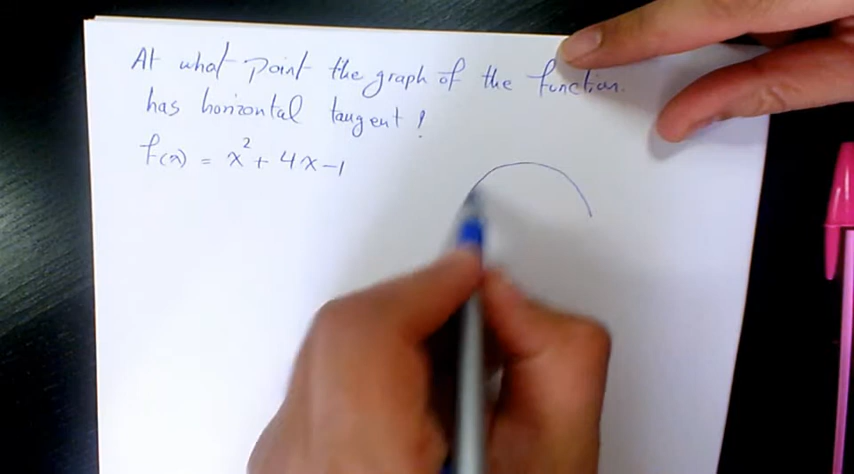 At what point the graph of the function.
has horizontal tangent!
f(x) = x² + 4x - 1